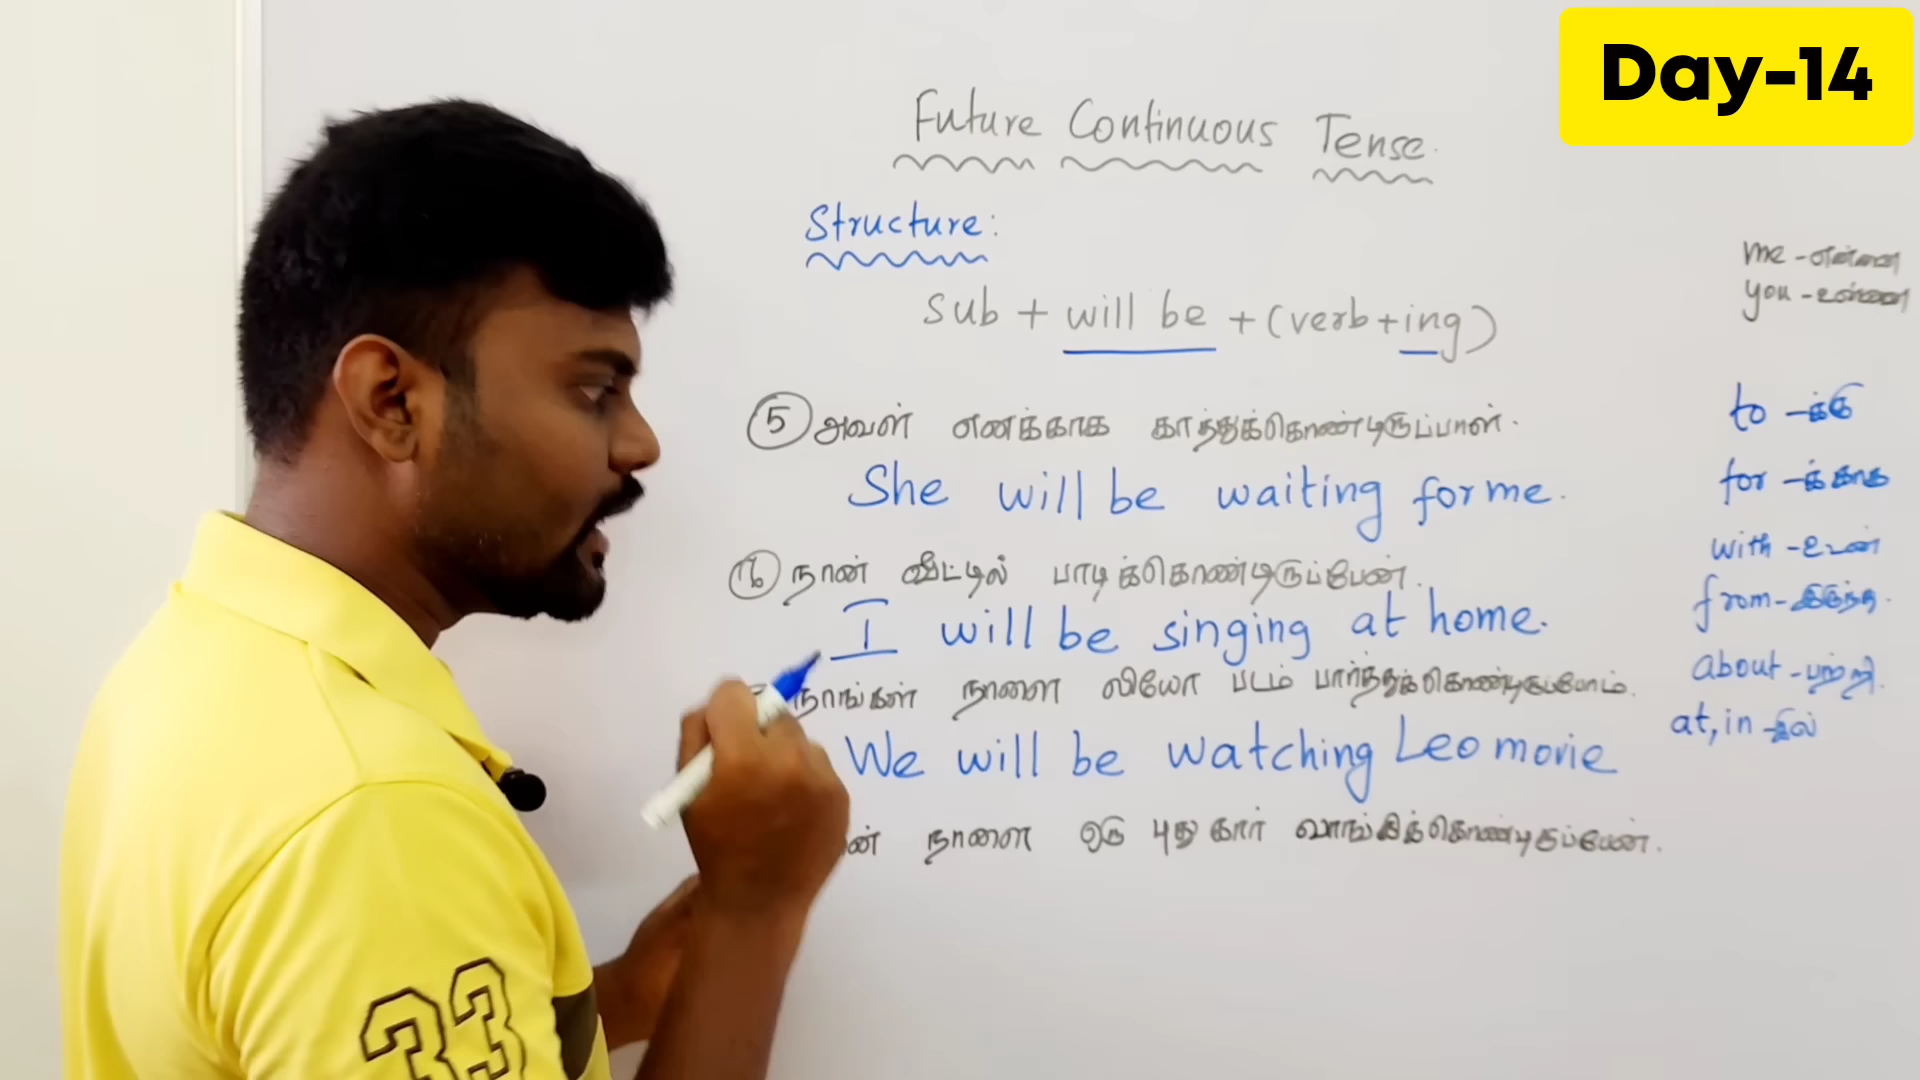 Day-14
Future Continuous Tense.
Structure:
sub + will be + (verb+ing)
me - என்னை
you - உன்னை
5 அவள் எனக்காக காத்துக்கொண்டிருப்பாள்.
She will be waiting for me.
நான் வீட்டில் பாடிக்கொண்டிருப்பேன்.
I will be singing at home.
நாங்கள் நாளை லியோ படம் பார்த்துக்கொண்டிருப்போம்.
We will be watching Leo movie
நாளை ஒரு புது கார் வாங்கிக்கொண்டிருப்பேன்.
to - க்கு
for - க்காக
with - உடன்
from - இருந்து.
about - பற்றி.
at, in - இல்
33